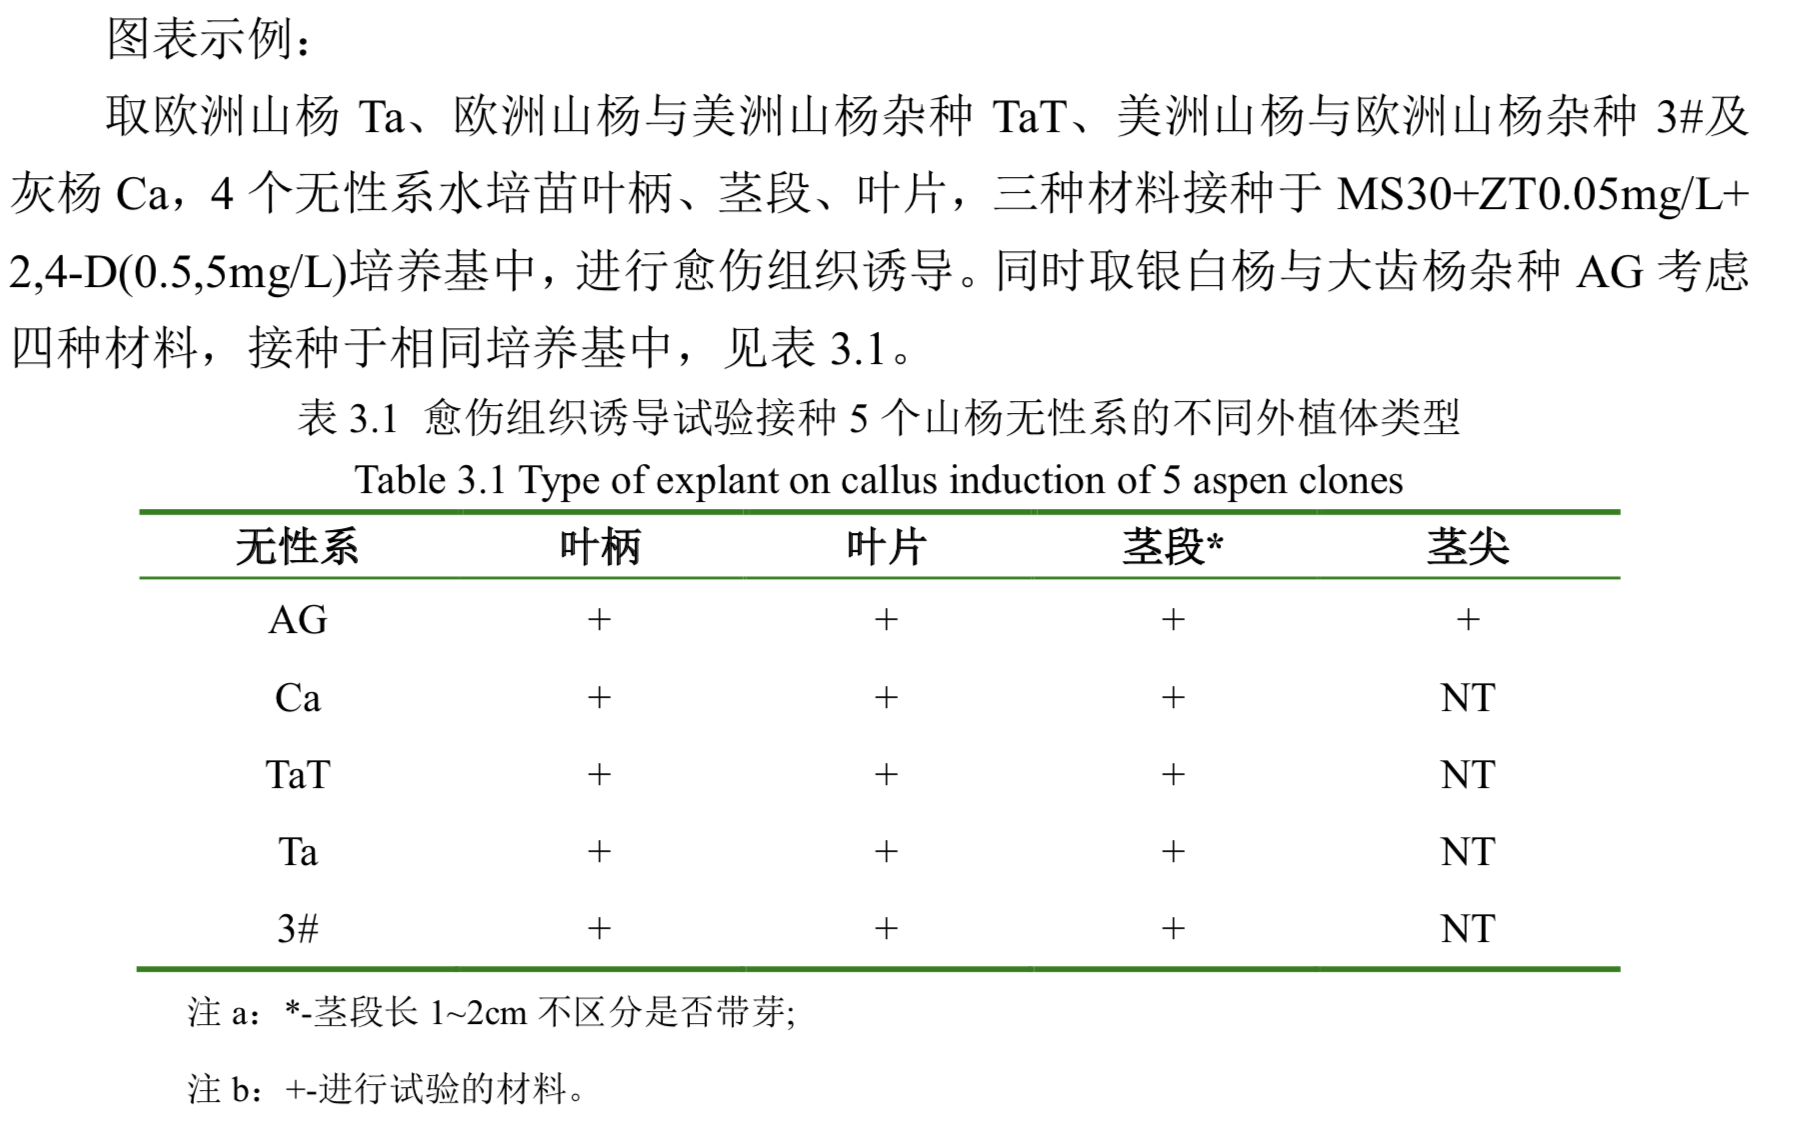 图表示例：
取欧洲山杨 Ta、欧洲山杨与美洲山杨杂种 TaT、美洲山杨与欧洲山杨杂种 3#及
灰杨 Ca，4 个无性系水培苗叶柄、茎段、叶片，三种材料接种于 MS30+ZT0.05mg/L+
2,4-D(0.5,5mg/L)培养基中，进行愈伤组织诱导。同时取银白杨与大齿杨杂种 AG 考虑
四种材料，接种于相同培养基中，见表 3.1。
表 3.1 愈伤组织诱导试验接种 5 个山杨无性系的不同外植体类型
Table 3.1 Type of explant on callus induction of 5 aspen clones
无性系 叶柄 叶片 茎段* 茎尖
AG + + + +
Ca + + + NT
TaT + + + NT
Ta + + + NT
3# + + + NT
注 a：*-茎段长 1~2cm 不区分是否带芽;
注 b：+-进行试验的材料。